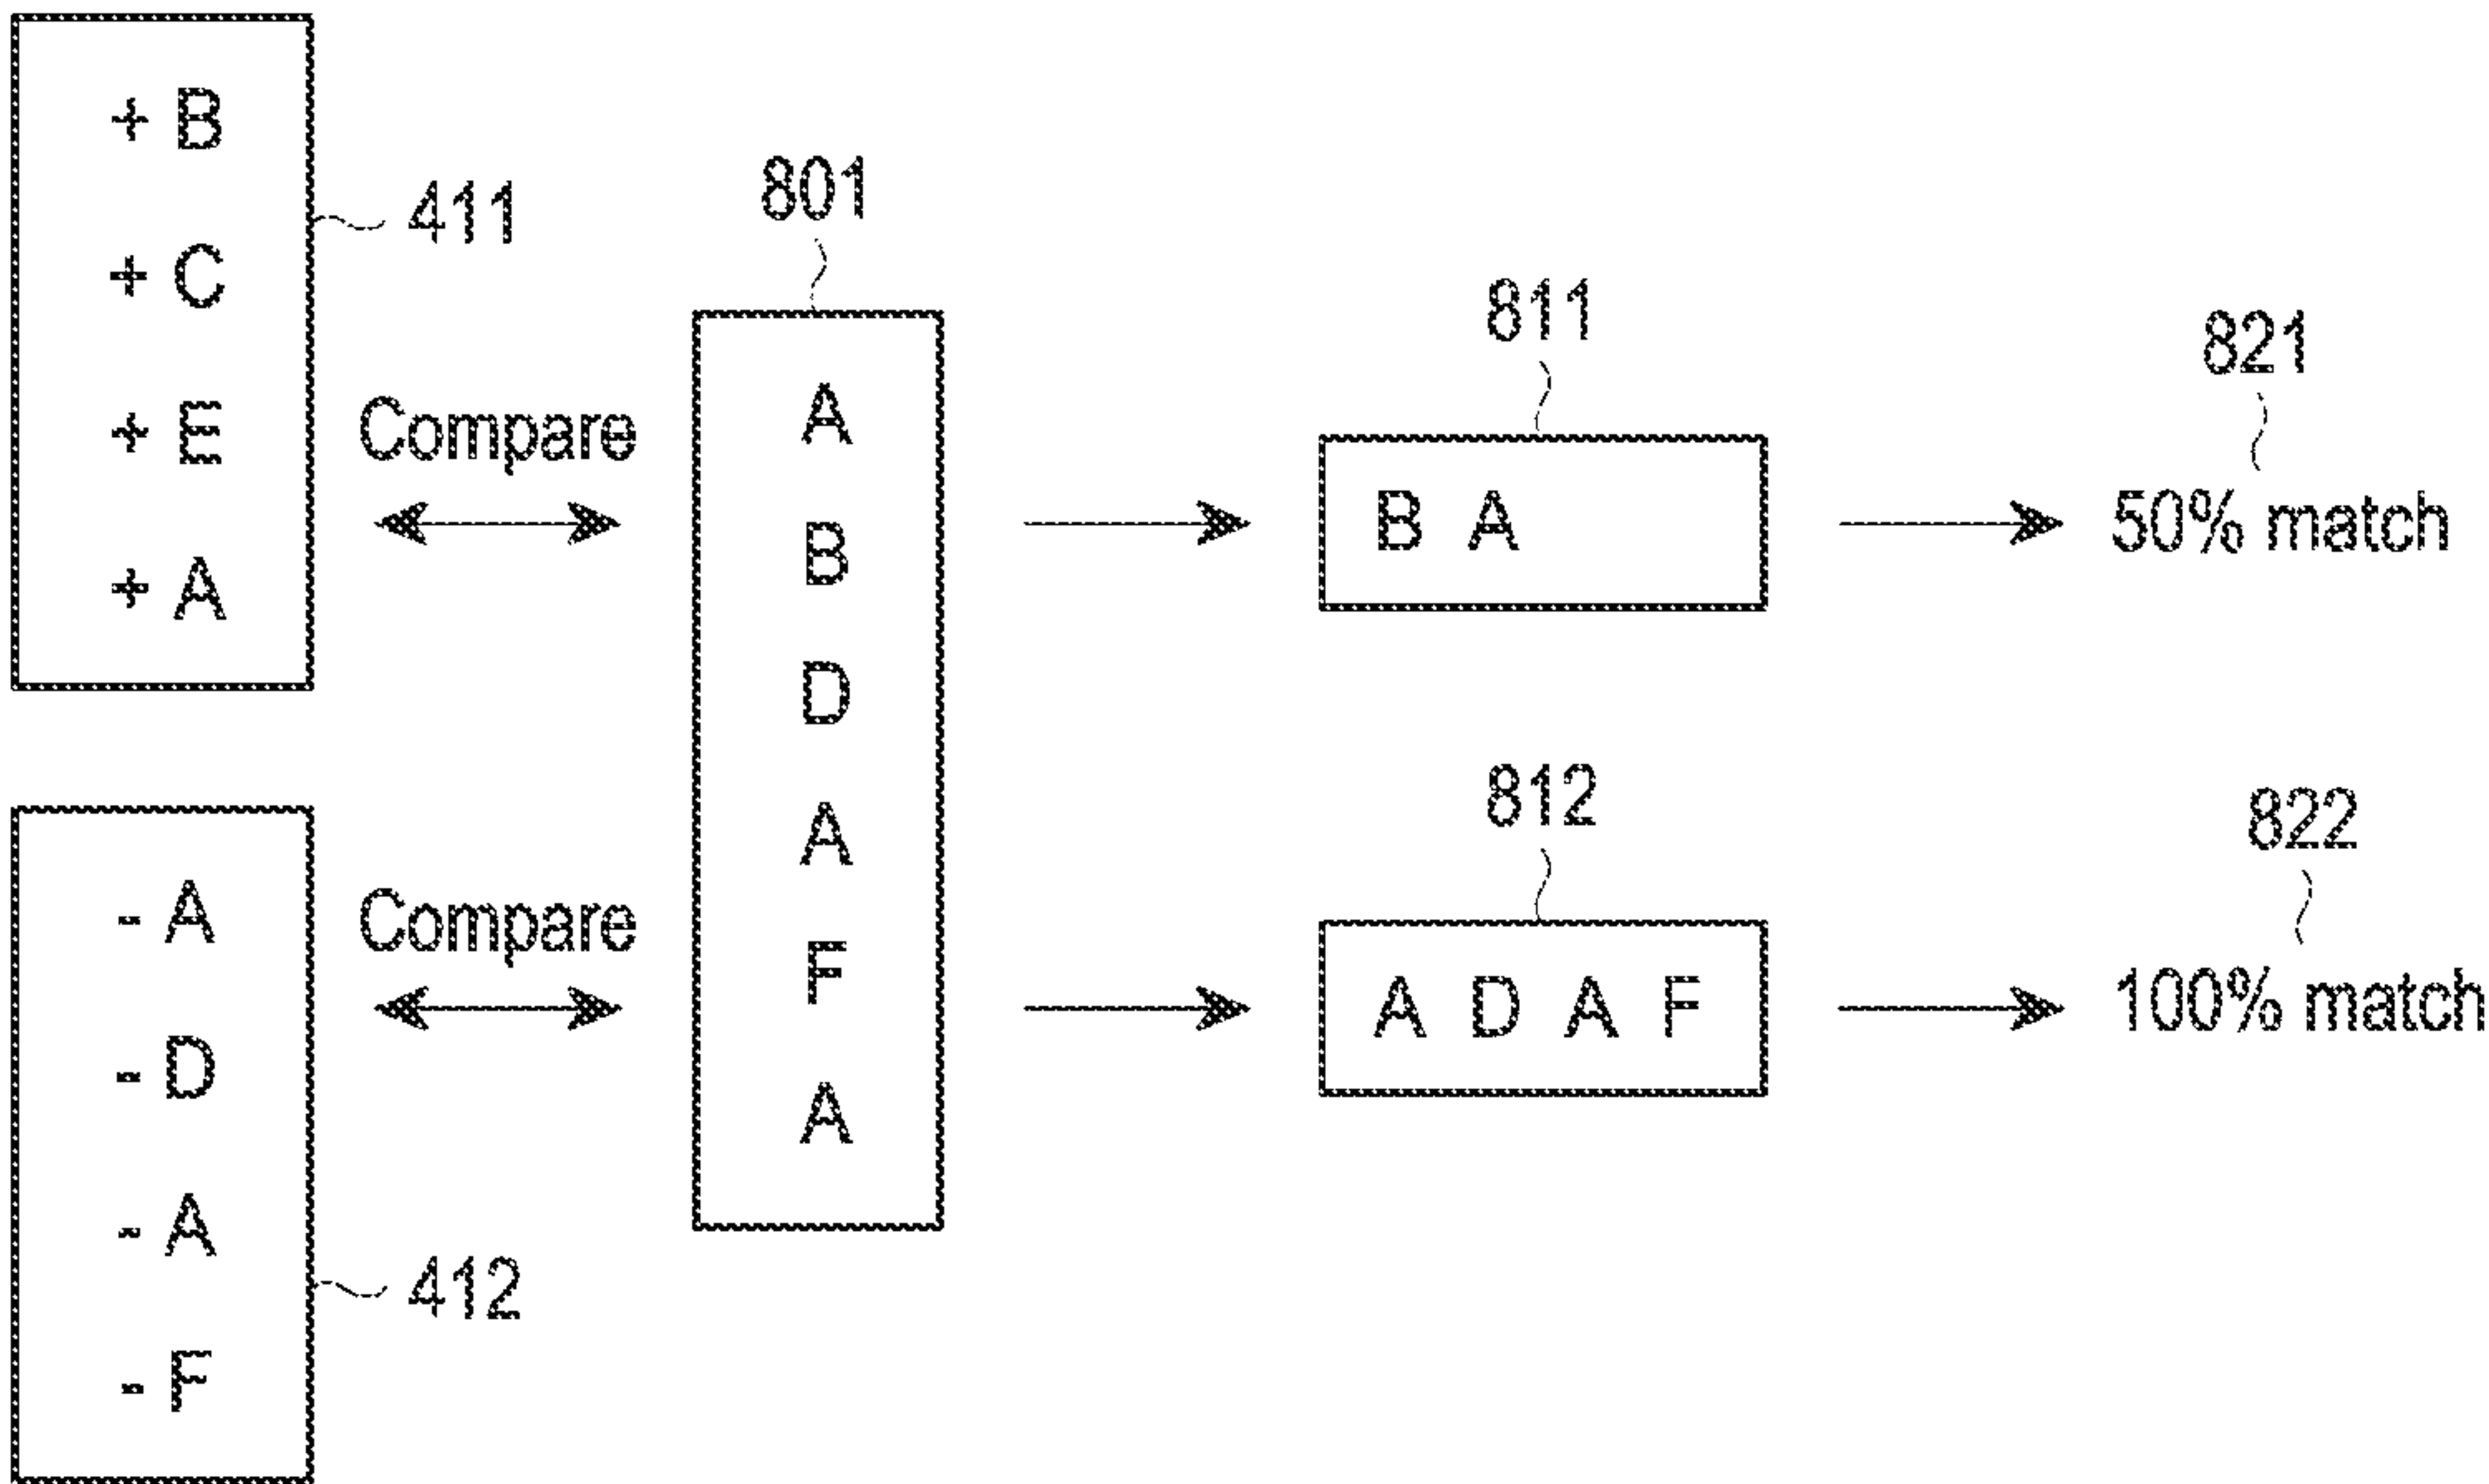 + B
+ C
+ E
+ A
411
Compare
- A
- D
- A
- F
412
Compare
801
A
B
D
A
F
A
811
B A
821
50% match
812
A D A F
822
100% match